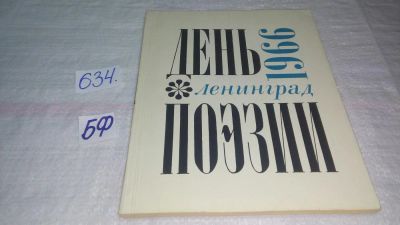 634.
БФ
ДЕНЬ
1966
ленинград
ПОЭЗИИ